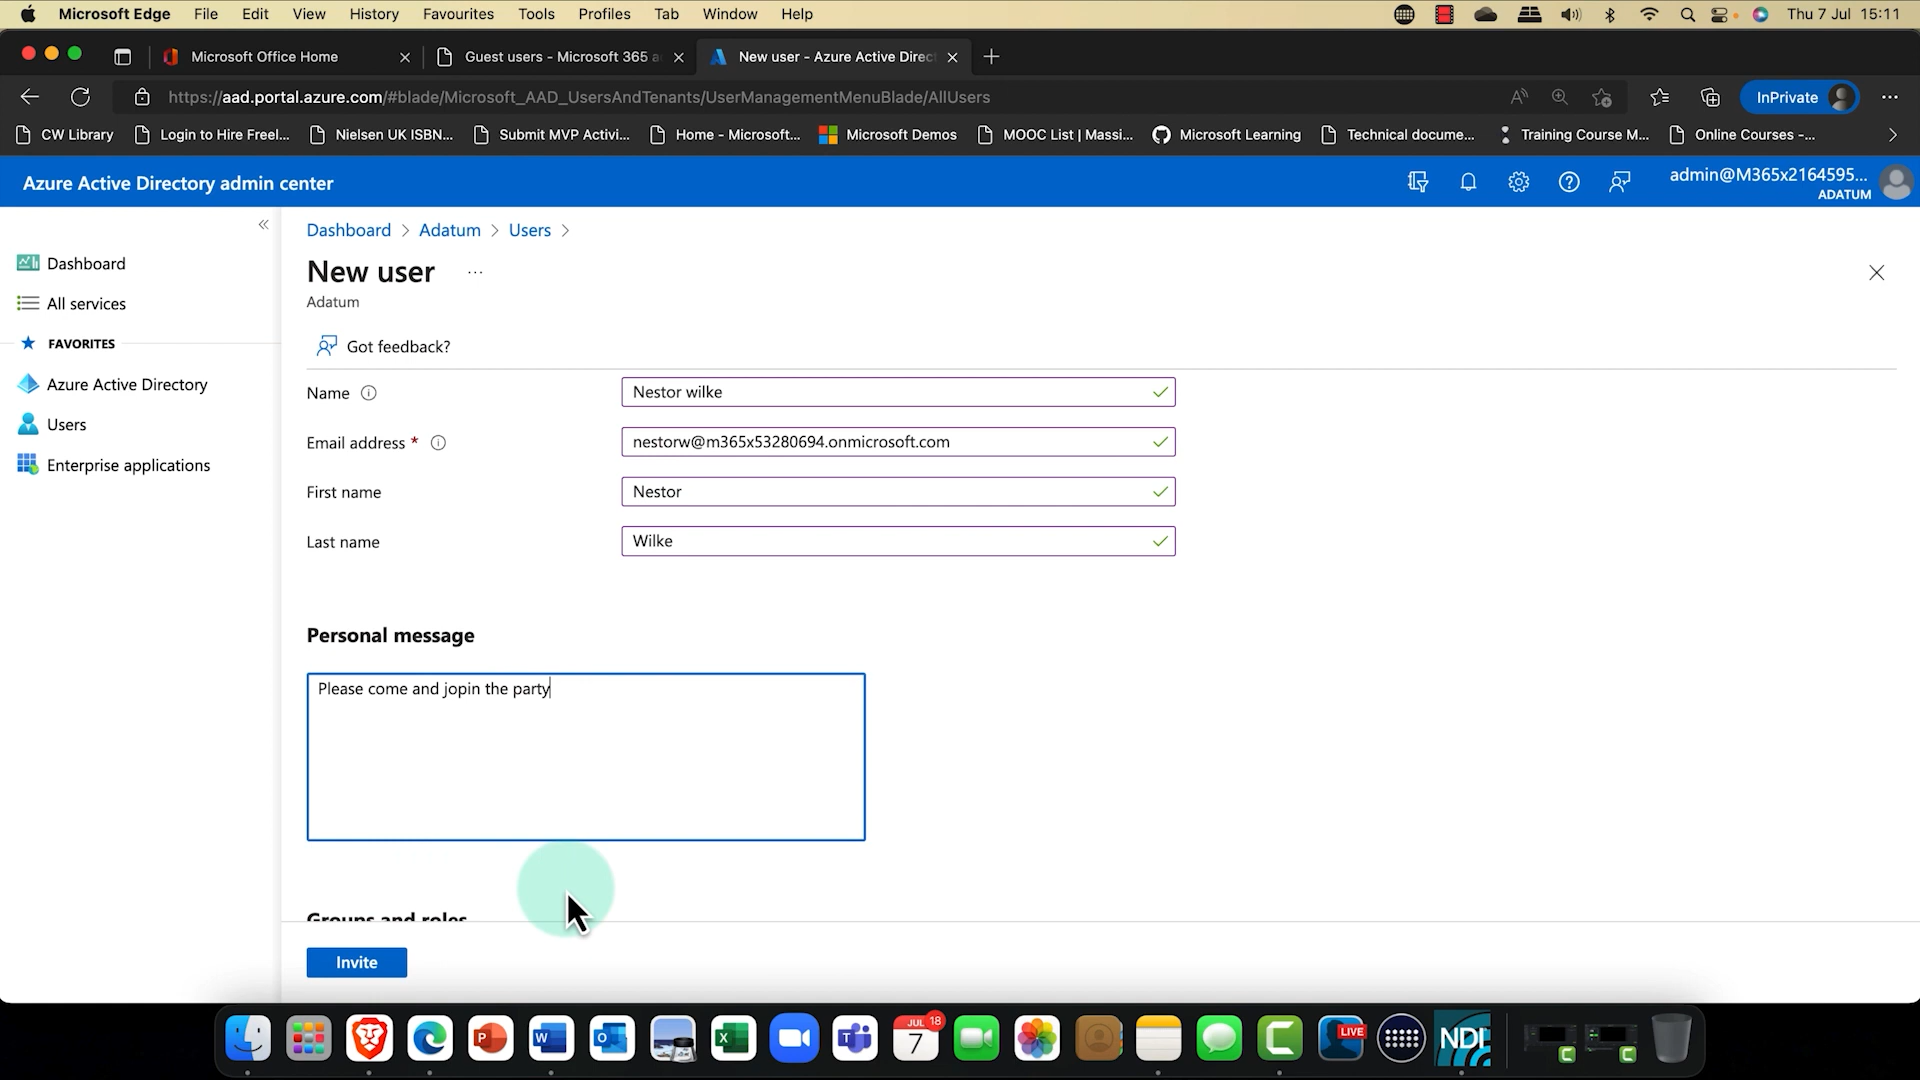 Microsoft Edge File Edit View History Favourites Tools Profiles Tab Window Help Thu 7 Jul 15:11
Microsoft Office Home Guest users - Microsoft 365 a New user - Azure Active Direc
https://aad.portal.azure.com/#blade/Microsoft_AAD_UsersAndTenants/UserManagementMenuBlade/AllUsers InPrivate
CW Library Login to Hire Freel... Nielsen UK ISBN... Submit MVP Activi... Home - Microsoft... Microsoft Demos MOOC List | Massi... Microsoft Learning Technical docume... Training Course M... Online Courses -...
Azure Active Directory admin center admin@M365x2164595...
ADATUM
Dashboard > Adatum > Users >
Dashboard
All services
FAVORITES
Azure Active Directory
Users
Enterprise applications
New user ...
Adatum
Got feedback?
Name Nestor wilke
Email address * nestorw@m365x53280694.onmicrosoft.com
First name Nestor
Last name Wilke
Personal message
Please come and jopin the party
Groups and roles
Invite
JUL 18
7
LIVE
NDI